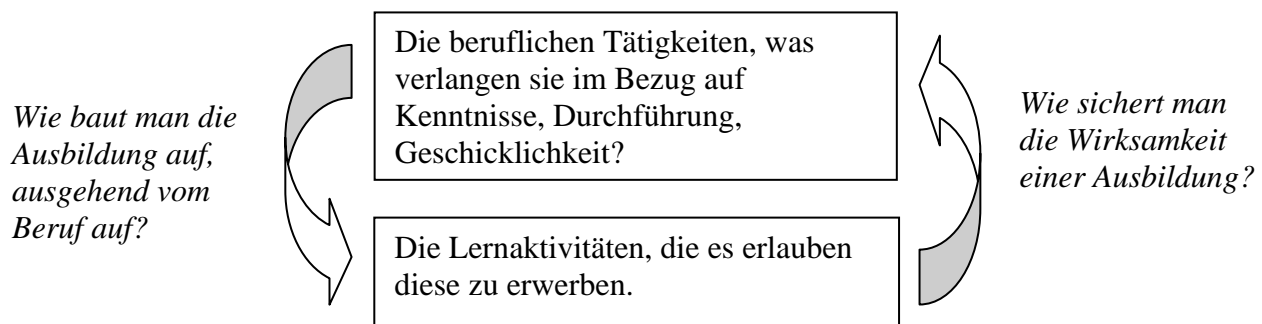 Wie baut man die
Ausbildung auf,
ausgehend vom
Beruf auf?
Die beruflichen Tätigkeiten, was
verlangen sie im Bezug auf
Kenntnisse, Durchführung,
Geschicklichkeit?
Die Lernaktivitäten, die es erlauben
diese zu erwerben.
Wie sichert man
die Wirksamkeit
einer Ausbildung?